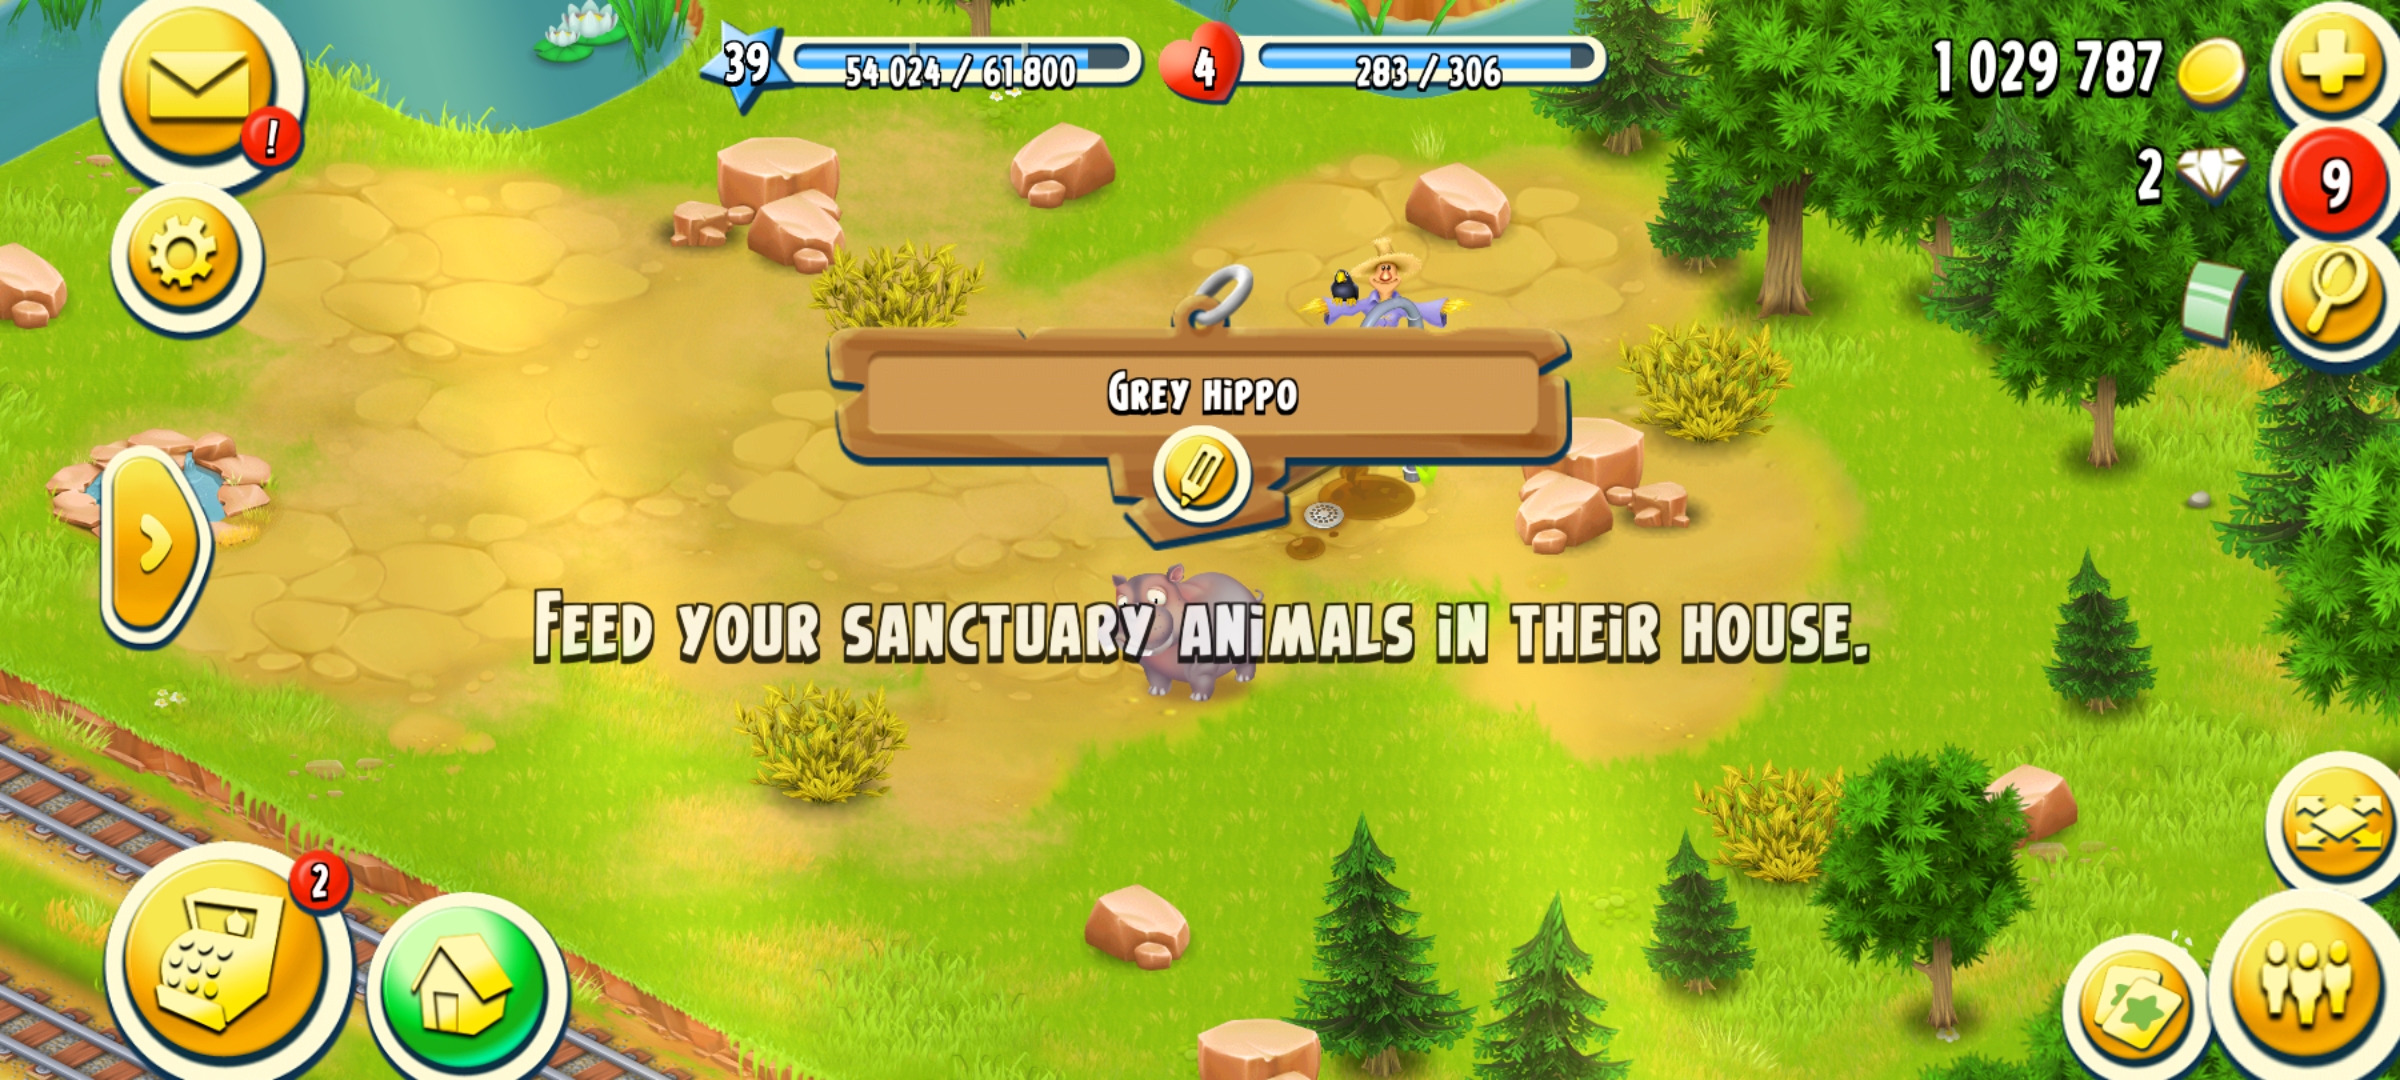 39
54 024 / 61 800
4
283 / 306
1 029 787
!
2
9
Grey hippo
Feed your sanctuary animals in their house.
2